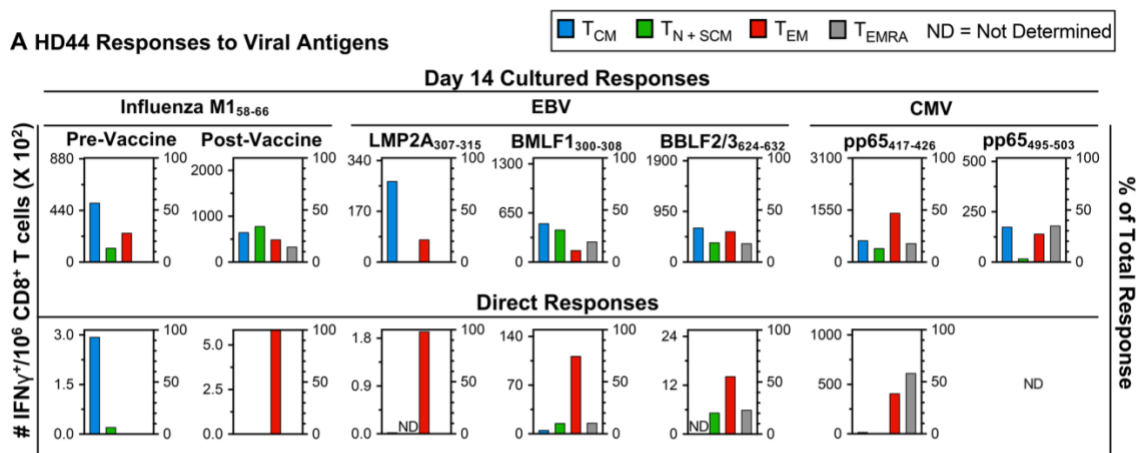 A HD44 Responses to Viral Antigens
TCM TN + SCM TEM TEMRA ND = Not Determined
Day 14 Cultured Responses
Influenza M158-66 EBV CMV
Pre-Vaccine Post-Vaccine LMP2A307-315 BMLF1300-308 BBLF2/3624-632 pp65417-426 pp65495-503
# IFNγ+/10⁶ CD8+ T cells (X 10²)
880 100 2000 100 340 100 1300 100 1900 100 3100 100 500 100
440 50 1000 50 170 50 650 50 950 50 1550 50 250 50
0 0 0 0 0 0 0 0 0 0 0 0 0 0
% of Total Response
Direct Responses
3.0 100 5.0 100 1.8 100 140 100 24 100 1000 100
1.5 50 2.5 50 0.9 50 70 50 12 50 500 50 ND
0.0 0 0.0 0 0.0 ND 0 0 0 0 ND 0 0 0